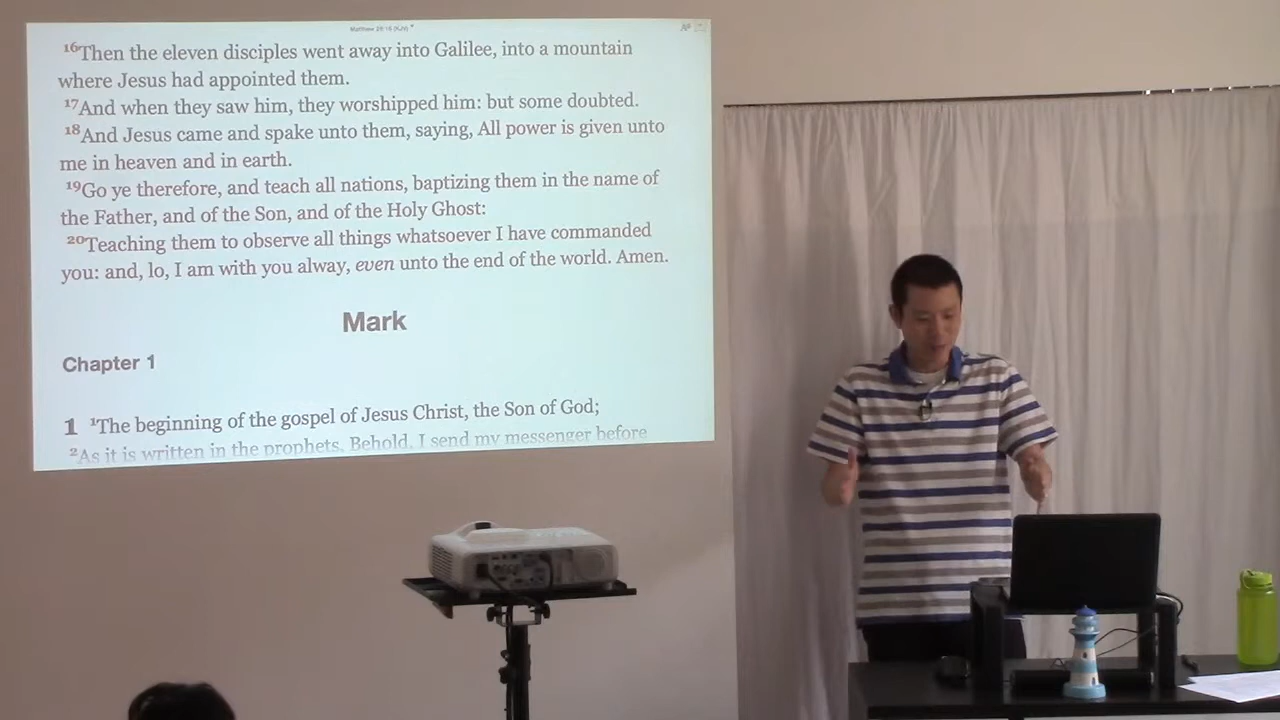 Matthew 28:16 (KJV)
16Then the eleven disciples went away into Galilee, into a mountain
where Jesus had appointed them.
17And when they saw him, they worshipped him: but some doubted.
18And Jesus came and spake unto them, saying, All power is given unto
me in heaven and in earth.
19Go ye therefore, and teach all nations, baptizing them in the name of
the Father, and of the Son, and of the Holy Ghost:
20Teaching them to observe all things whatsoever I have commanded
you: and, lo, I am with you alway, even unto the end of the world. Amen.
Mark
Chapter 1
1 1The beginning of the gospel of Jesus Christ, the Son of God;
2As it is written in the prophets, Behold, I send my messenger before